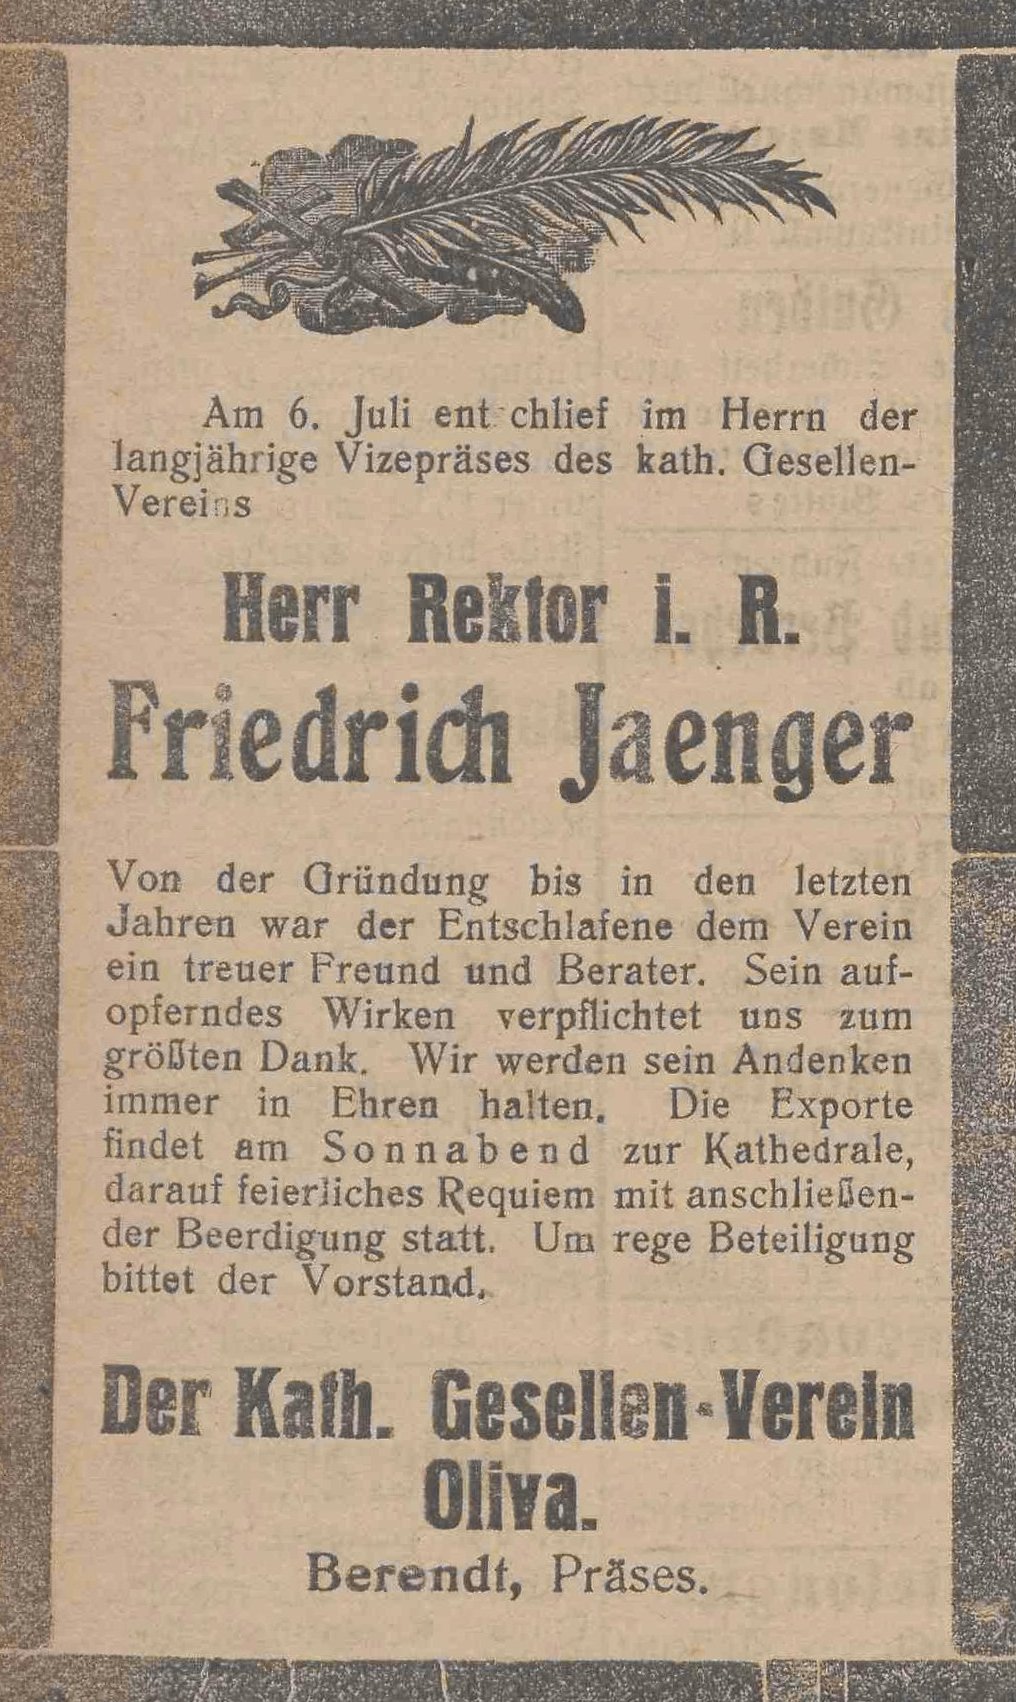 Am 6. Juli entschlief im Herrn der
langjährige Vizepräses des kath. Gesellen-
Vereins
Herr Rektor i. R.
Friedrich Jaenger
Von der Gründung bis in den letzten
Jahren war der Entschlafene dem Verein
ein treuer Freund und Berater. Sein auf-
opferndes Wirken verpflichtet uns zum
größten Dank. Wir werden sein Andenken
immer in Ehren halten. Die Exporte
findet am Sonnabend zur Kathedrale,
darauf feierliches Requiem mit anschließen-
der Beerdigung statt. Um rege Beteiligung
bittet der Vorstand.
Der Kath. Gesellen-Verein
Oliva.
Berendt, Präses.